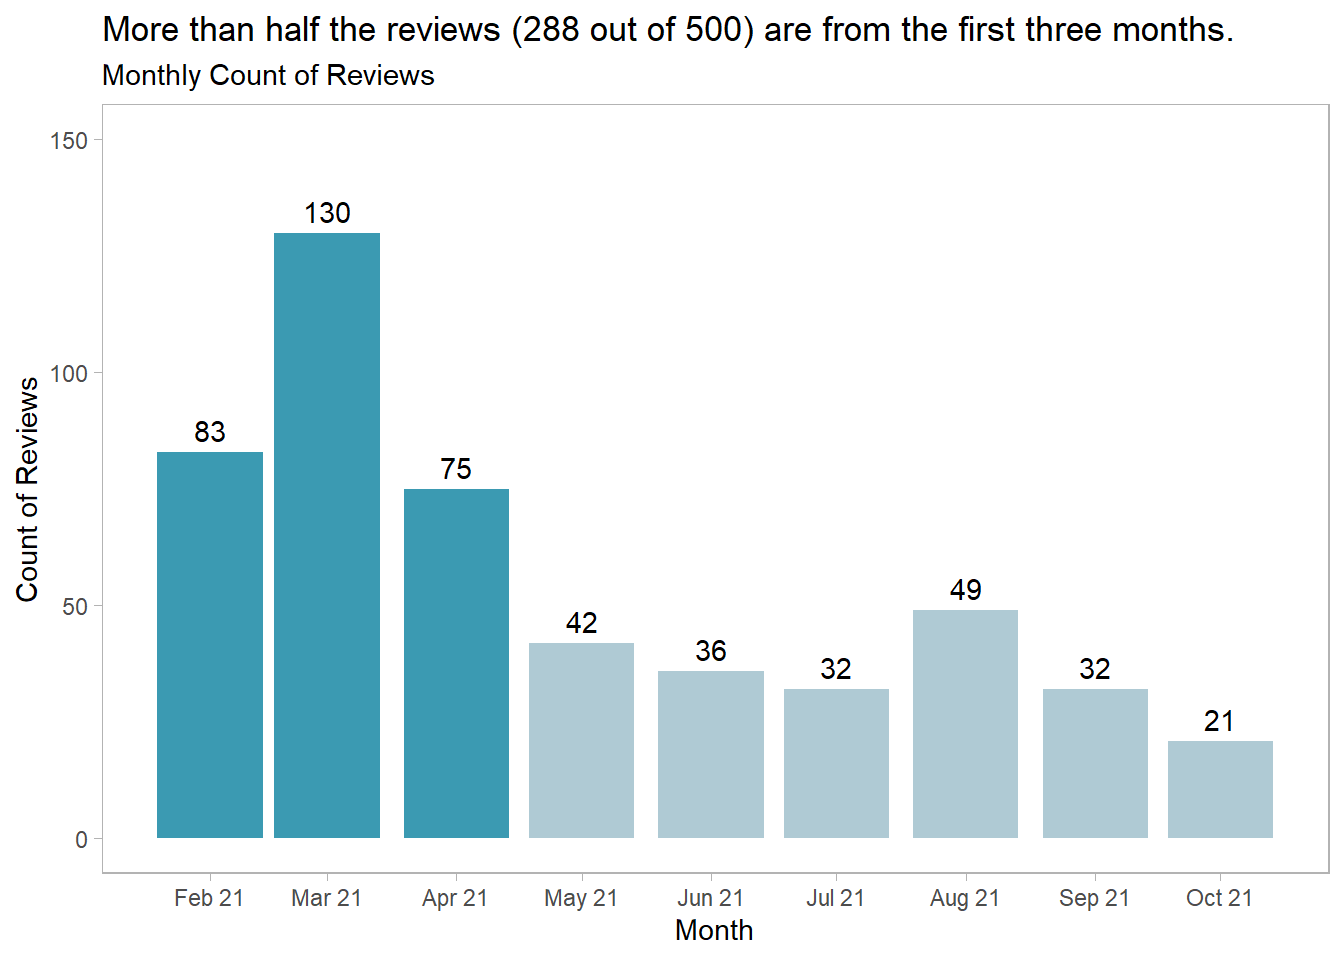 More than half the reviews (288 out of 500) are from the first three months.
Monthly Count of Reviews
150
100
50
0
Count of Reviews
83
130
75
42
36
32
49
32
21
Feb 21
Mar 21
Apr 21
May 21
Jun 21
Jul 21
Aug 21
Sep 21
Oct 21
Month